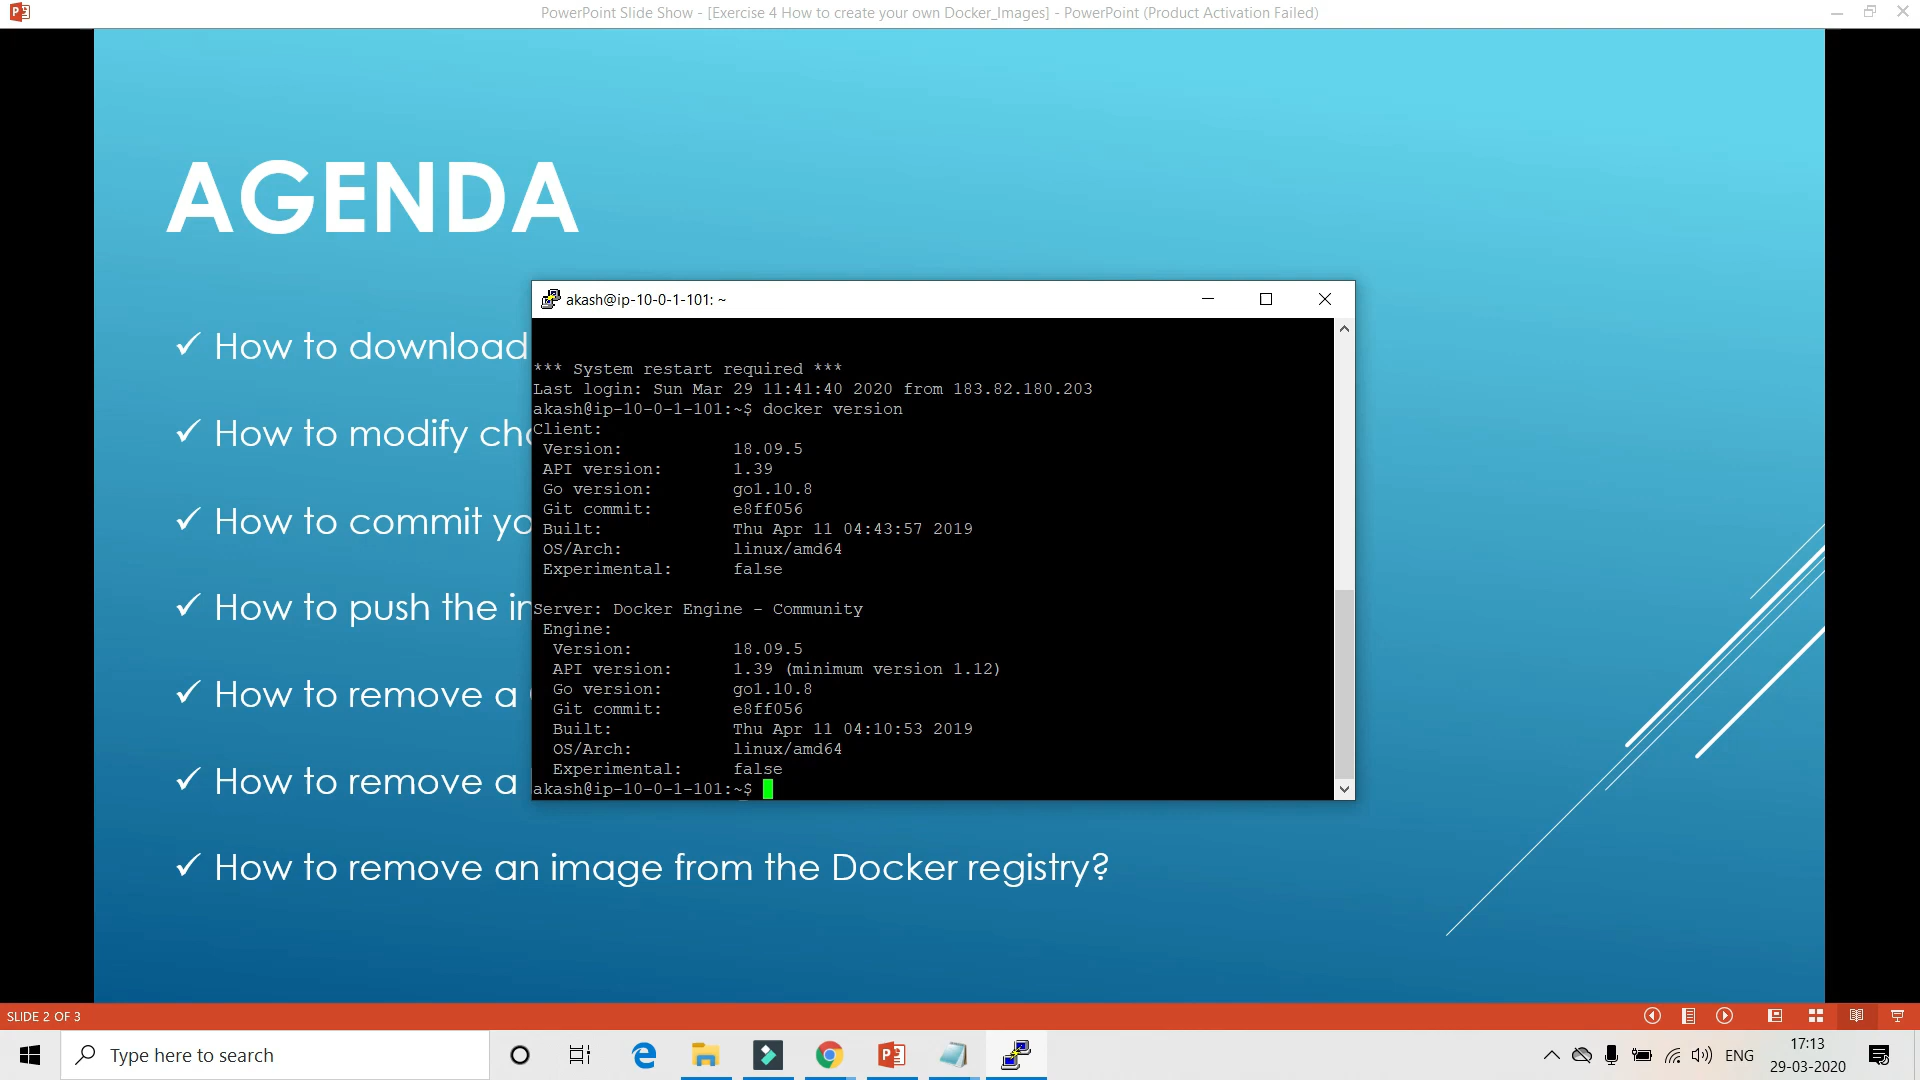 PowerPoint Slide Show - [Exercise 4 How to create your own Docker_Images] - PowerPoint (Product Activation Failed)
AGENDA
✓ How to download
✓ How to modify
✓ How to commit
✓ How to push the
✓ How to remove a
✓ How to remove a
✓ How to remove an image from the Docker registry?
akash@ip-10-0-1-101: ~
*** System restart required ***
Last login: Sun Mar 29 11:41:40 2020 from 183.82.180.203
akash@ip-10-0-1-101:~$ docker version
Client:
Version: 18.09.5
API version: 1.39
Go version: go1.10.8
Git commit: e8ff056
Built: Thu Apr 11 04:43:57 2019
OS/Arch: linux/amd64
Experimental: false
Server: Docker Engine - Community
Engine:
Version: 18.09.5
API version: 1.39 (minimum version 1.12)
Go version: go1.10.8
Git commit: e8ff056
Built: Thu Apr 11 04:10:53 2019
OS/Arch: linux/amd64
Experimental: false
akash@ip-10-0-1-101:~$
SLIDE 2 OF 3
Type here to search
ENG
17:13
29-03-2020